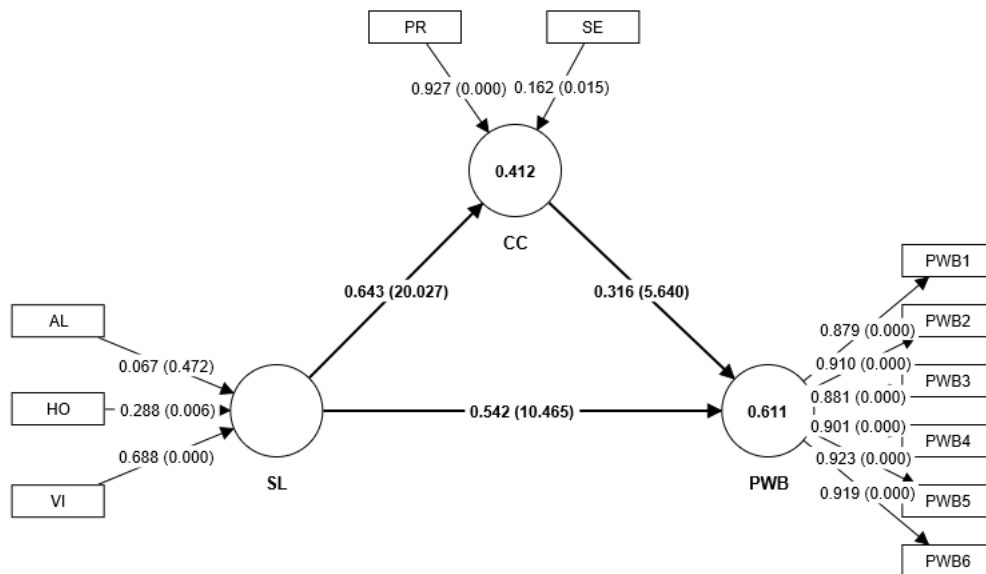 PR
SE
0.927 (0.000)
0.162 (0.015)
0.412
CC
0.643 (20.027)
0.316 (5.640)
AL
0.067 (0.472)
HO
0.288 (0.006)
0.688 (0.000)
VI
SL
0.542 (10.465)
0.611
PWB
PWB1
0.879 (0.000)
PWB2
0.910 (0.000)
PWB3
0.881 (0.000)
0.901 (0.000)
PWB4
0.923 (0.000)
0.919 (0.000)
PWB5
PWB6